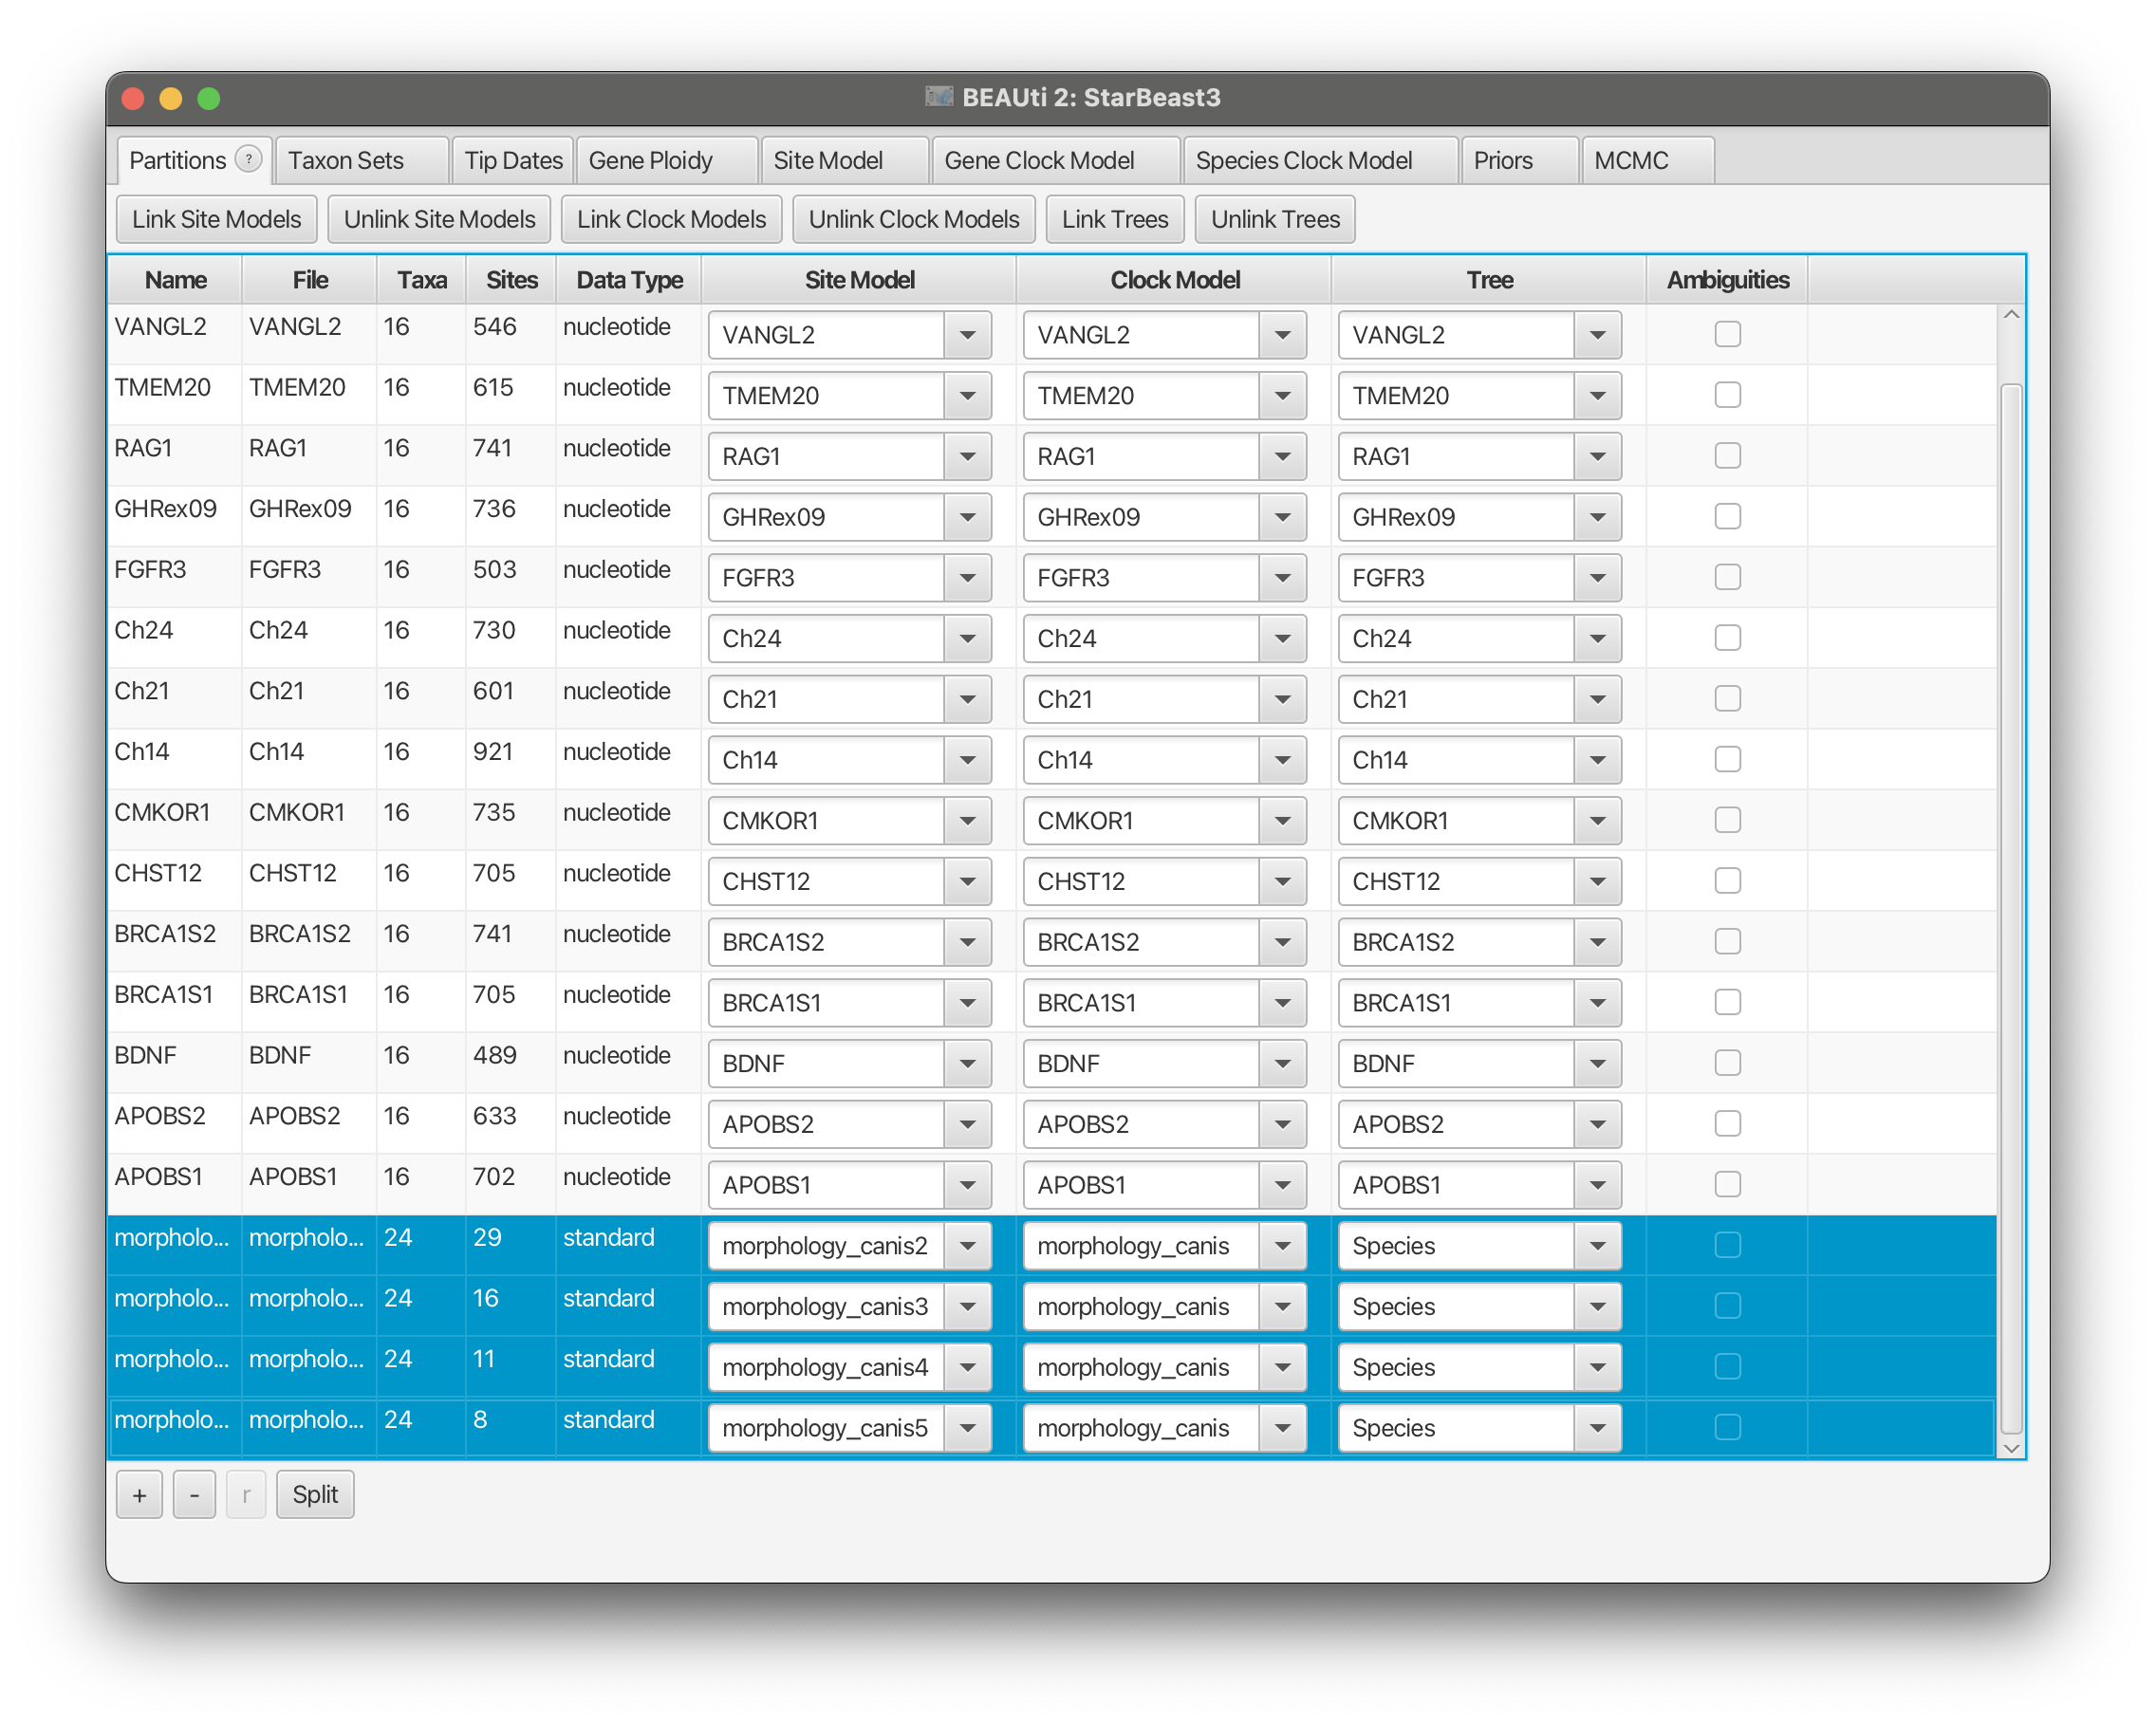 BEAUti 2: StarBeast3
Partitions ? Taxon Sets Tip Dates Gene Ploidy Site Model Gene Clock Model Species Clock Model Priors MCMC
Link Site Models Unlink Site Models Link Clock Models Unlink Clock Models Link Trees Unlink Trees
Name File Taxa Sites Data Type Site Model Clock Model Tree Ambiguities
VANGL2 VANGL2 16 546 nucleotide VANGL2 VANGL2 VANGL2
TMEM20 TMEM20 16 615 nucleotide TMEM20 TMEM20 TMEM20
RAG1 RAG1 16 741 nucleotide RAG1 RAG1 RAG1
GHRex09 GHRex09 16 736 nucleotide GHRex09 GHRex09 GHRex09
FGFR3 FGFR3 16 503 nucleotide FGFR3 FGFR3 FGFR3
Ch24 Ch24 16 730 nucleotide Ch24 Ch24 Ch24
Ch21 Ch21 16 601 nucleotide Ch21 Ch21 Ch21
Ch14 Ch14 16 921 nucleotide Ch14 Ch14 Ch14
CMKOR1 CMKOR1 16 735 nucleotide CMKOR1 CMKOR1 CMKOR1
CHST12 CHST12 16 705 nucleotide CHST12 CHST12 CHST12
BRCA1S2 BRCA1S2 16 741 nucleotide BRCA1S2 BRCA1S2 BRCA1S2
BRCA1S1 BRCA1S1 16 705 nucleotide BRCA1S1 BRCA1S1 BRCA1S1
BDNF BDNF 16 489 nucleotide BDNF BDNF BDNF
APOBS2 APOBS2 16 633 nucleotide APOBS2 APOBS2 APOBS2
APOBS1 APOBS1 16 702 nucleotide APOBS1 APOBS1 APOBS1
morpholo... morpholo... 24 29 standard morphology_canis2 morphology_canis Species
morpholo... morpholo... 24 16 standard morphology_canis3 morphology_canis Species
morpholo... morpholo... 24 11 standard morphology_canis4 morphology_canis Species
morpholo... morpholo... 24 8 standard morphology_canis5 morphology_canis Species
+ - r Split